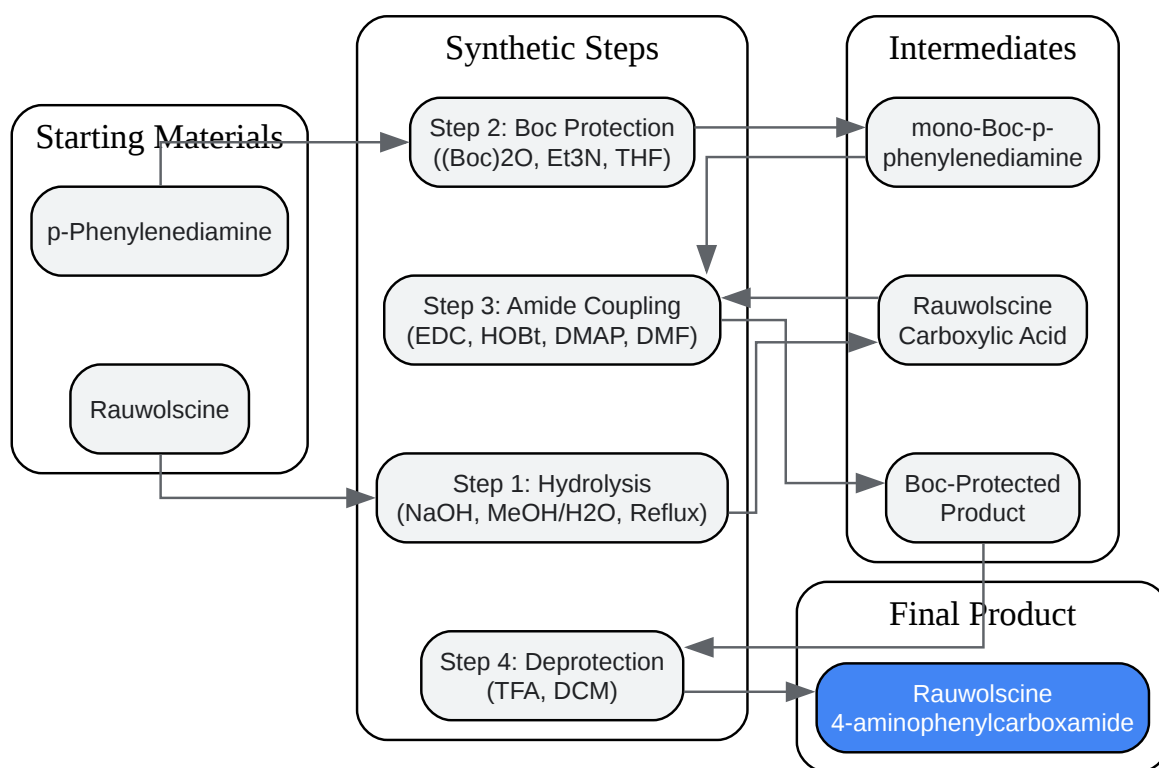 Starting Materials
p-Phenylenediamine
Rauwolscine
Synthetic Steps
Step 2: Boc Protection
((Boc)2O, Et3N, THF)
Step 3: Amide Coupling
(EDC, HOBt, DMAP, DMF)
Step 1: Hydrolysis
(NaOH, MeOH/H2O, Reflux)
Step 4: Deprotection
(TFA, DCM)
Intermediates
mono-Boc-p-
phenylenediamine
Rauwolscine
Carboxylic Acid
Boc-Protected
Product
Final Product
Rauwolscine
4-aminophenylcarboxamide